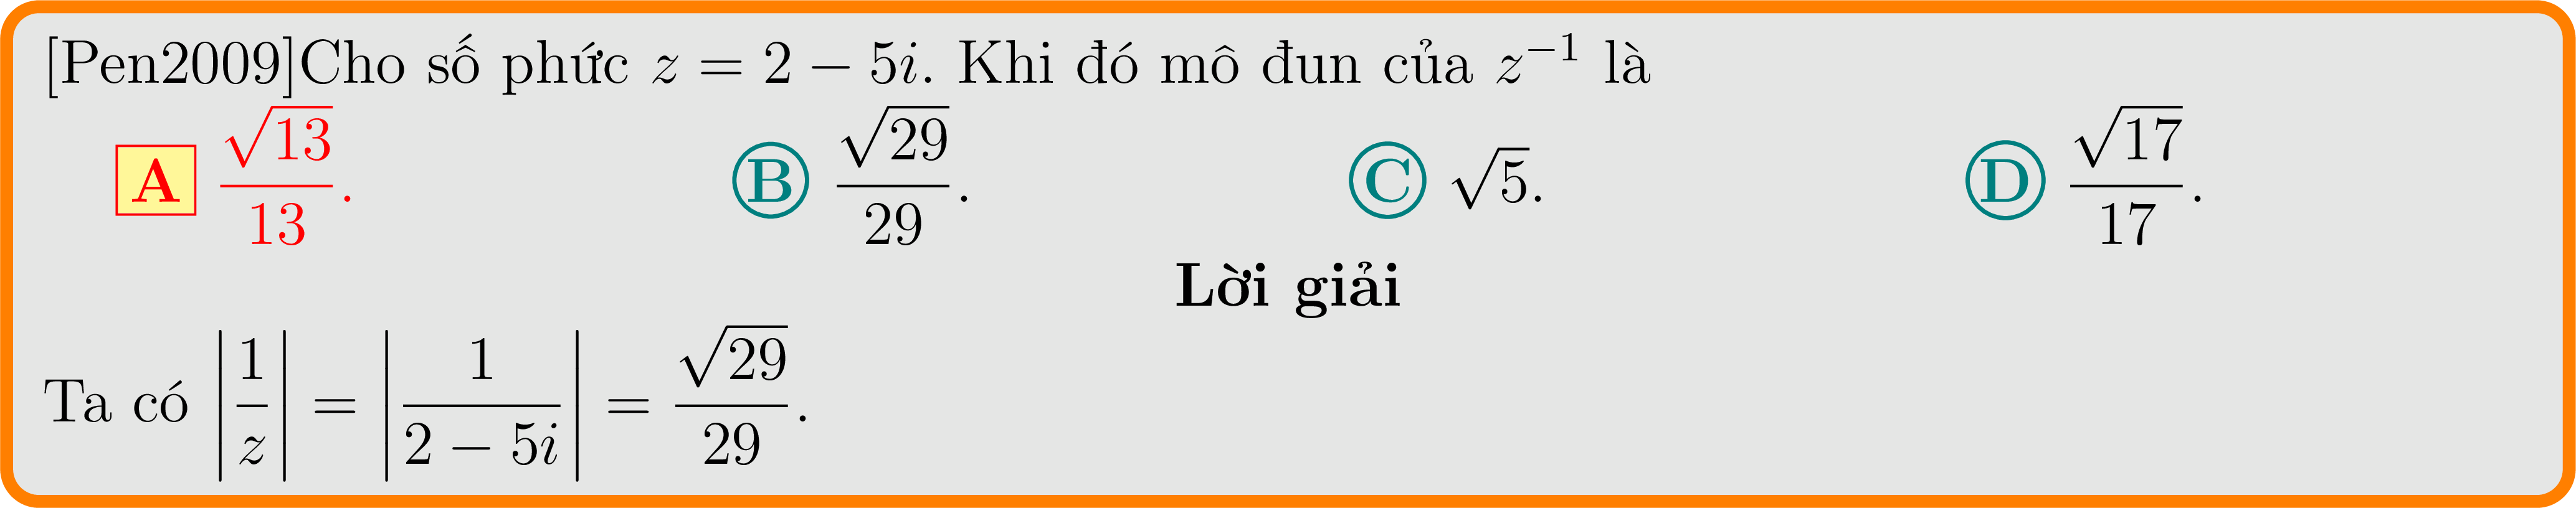 [Pen2009]Cho số phức $z = 2 - 5i$. Khi đó mô đun của $z^{-1}$ là
A $\frac{\sqrt{13}}{13}$. B $\frac{\sqrt{29}}{29}$. C $\sqrt{5}$. D $\frac{\sqrt{17}}{17}$.
Lời giải
Ta có $\left|\frac{1}{z}\right| = \left|\frac{1}{2 - 5i}\right| = \frac{\sqrt{29}}{29}$.